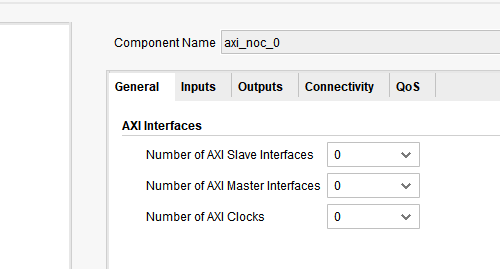 Component Name axi_noc_0
General Inputs Outputs Connectivity QoS
AXI Interfaces
Number of AXI Slave Interfaces 0
Number of AXI Master Interfaces 0
Number of AXI Clocks 0